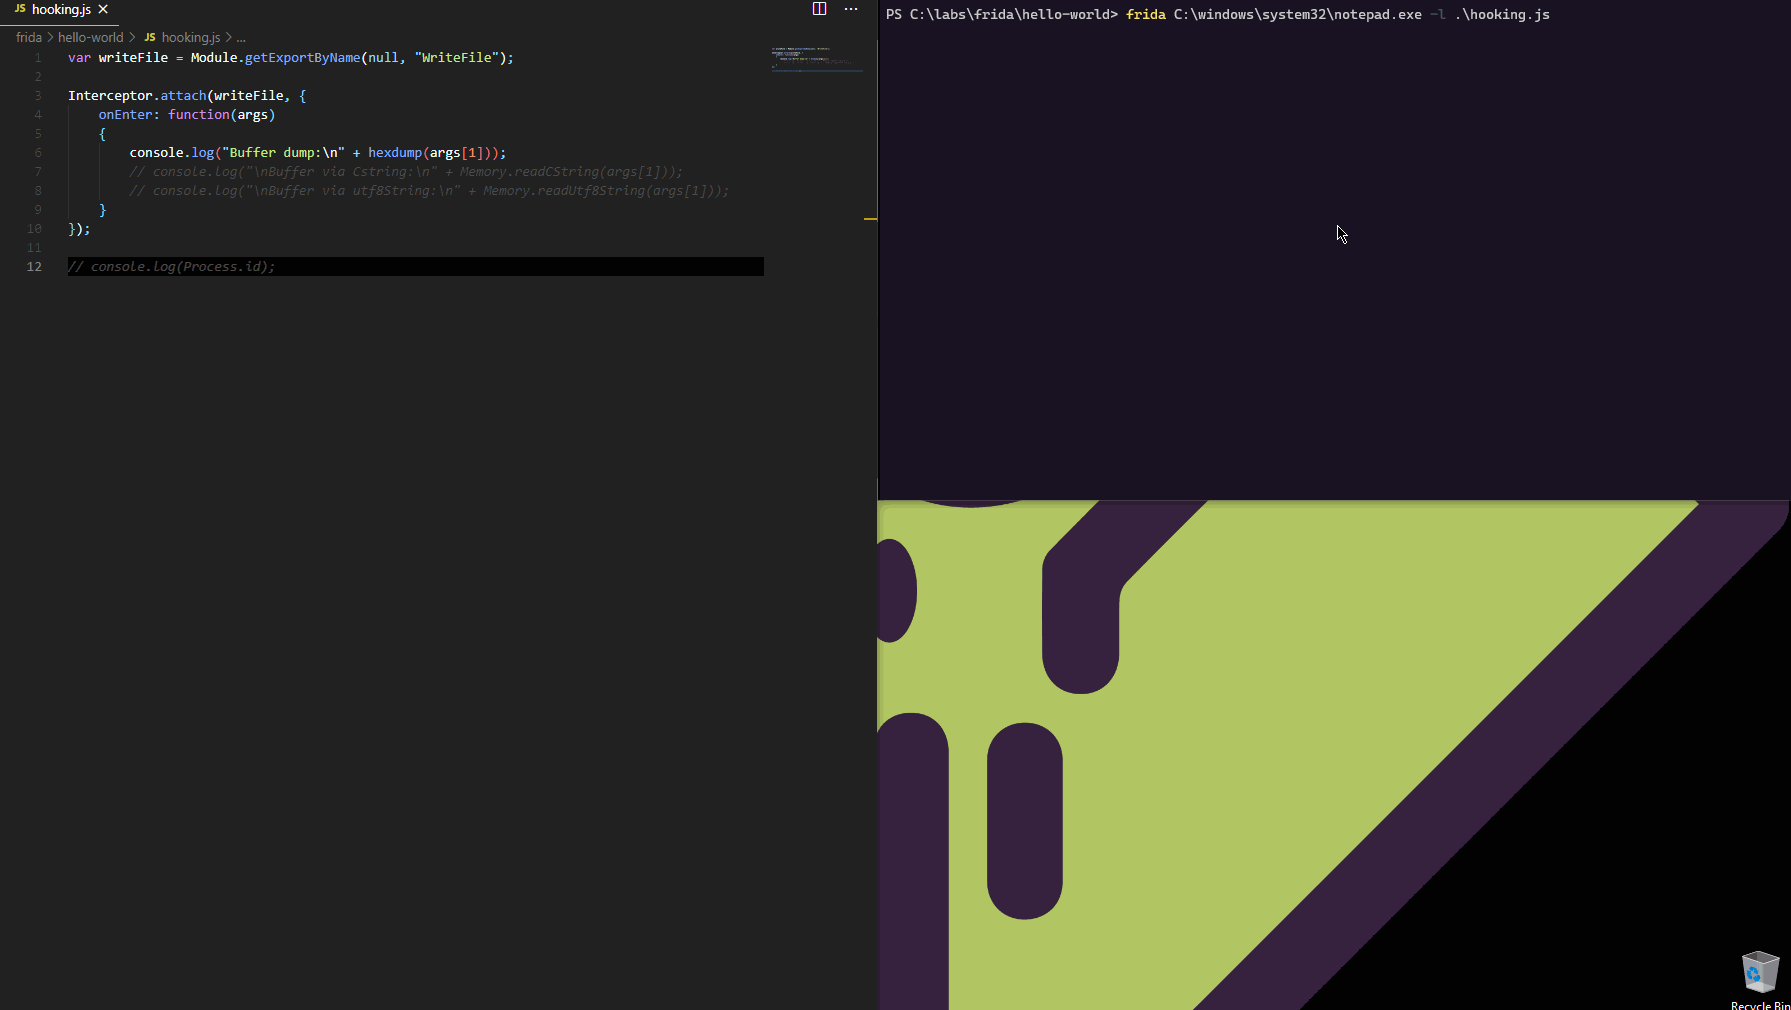 JS hooking.js
frida > hello-world > JS hooking.js > ...
1 var writeFile = Module.getExportByName(null, "WriteFile");
2
3 Interceptor.attach(writeFile, {
4 onEnter: function(args)
5 {
6 console.log("Buffer dump:\n" + hexdump(args[1]));
7 // console.log("\nBuffer via Cstring:\n" + Memory.readCString(args[1]));
8 // console.log("\nBuffer via utf8String:\n" + Memory.readUtf8String(args[1]));
9 }
10 });
11
12 // console.log(Process.id);
PS C:\labs\frida\hello-world> frida C:\windows\system32\notepad.exe -l .\hooking.js
Recycle Bin